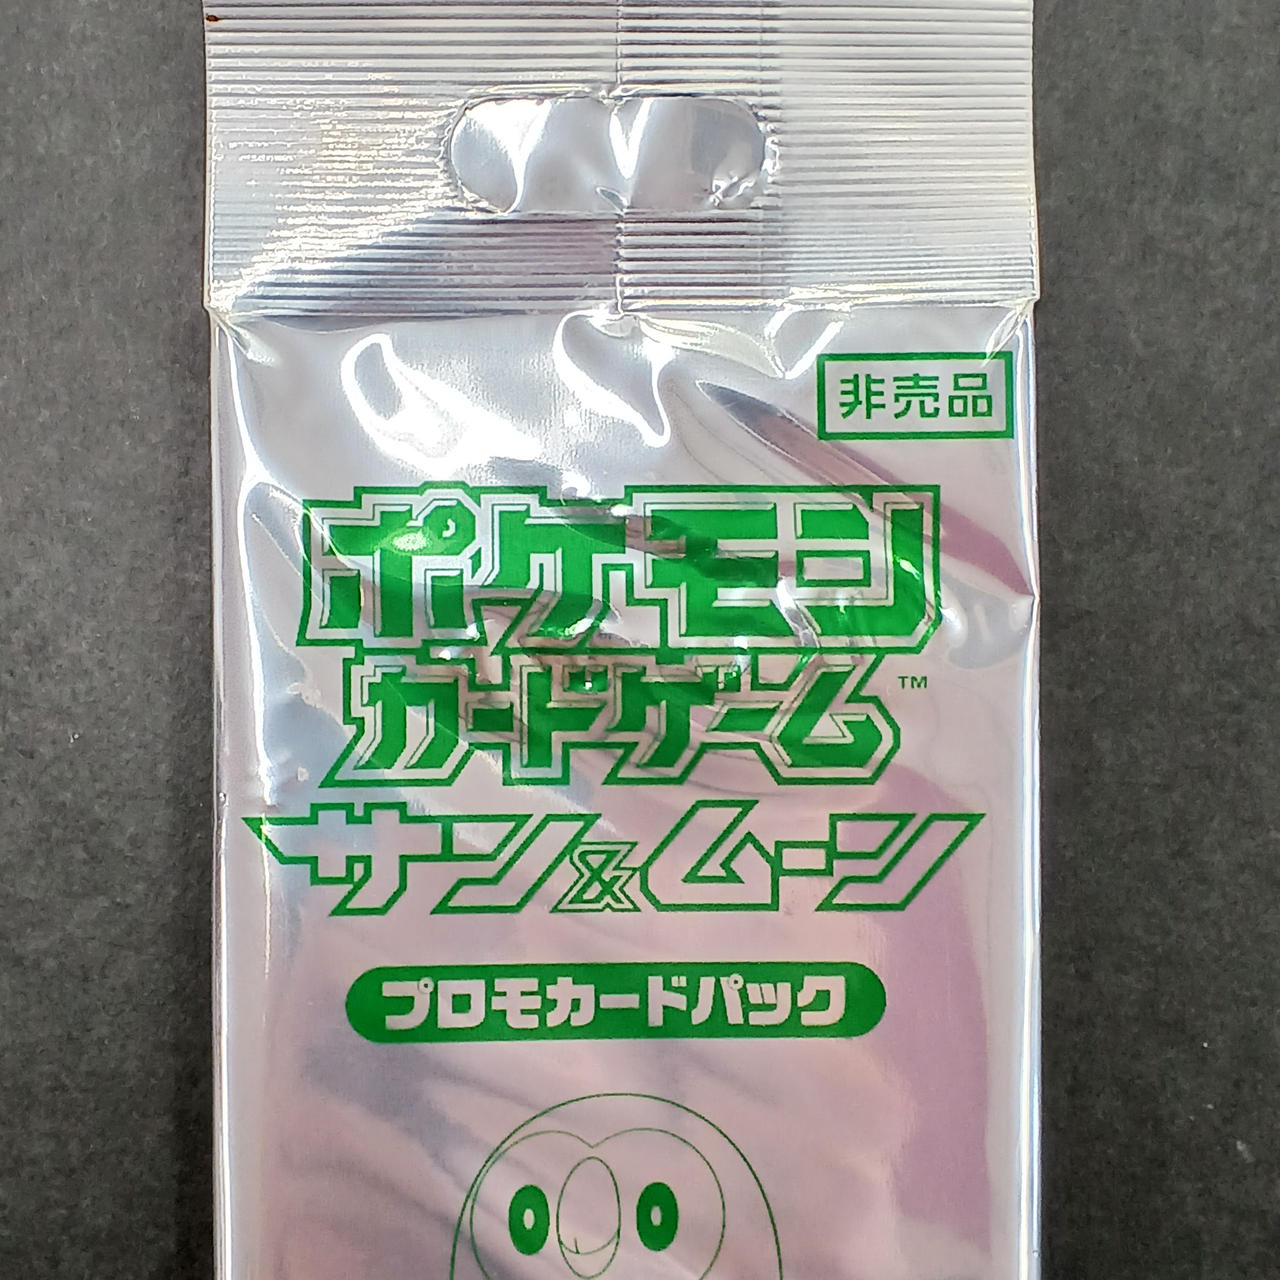 非売品
ポケモン
カードゲーム™
サン&ムーン
プロモカードパック